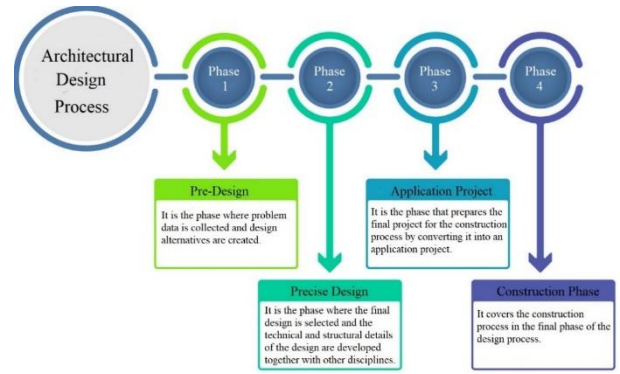 Architectural
Design
Process
Phase
1
Phase
2
Phase
3
Phase
4
Pre-Design
It is the phase where problem
data is collected and design
alternatives are created.
Application Project
It is the phase that prepares the
final project for the construction
process by converting it into an
application project.
Precise Design
It is the phase where the final
design is selected and the
technical and structural details
of the design are developed
together with other disciplines.
Construction Phase
It covers the construction
process in the final phase of the
design process.